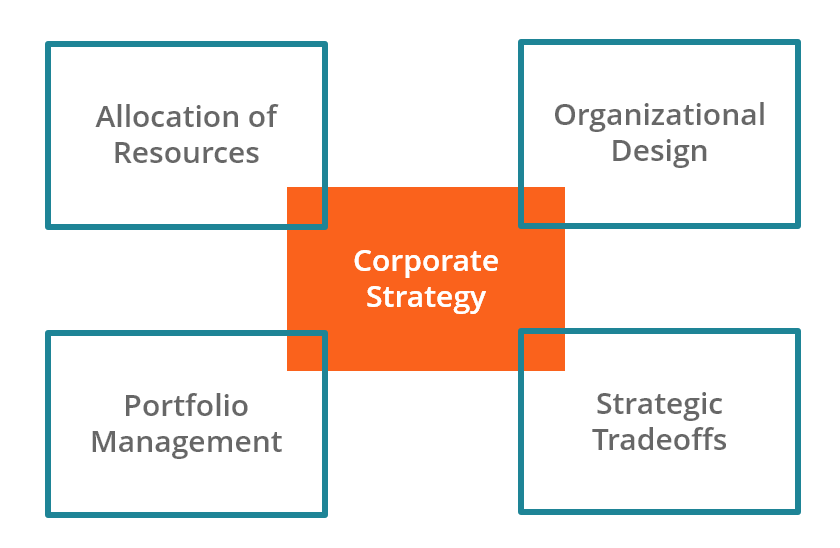 Allocation of
Resources
Organizational
Design
Corporate
Strategy
Portfolio
Management
Strategic
Tradeoffs